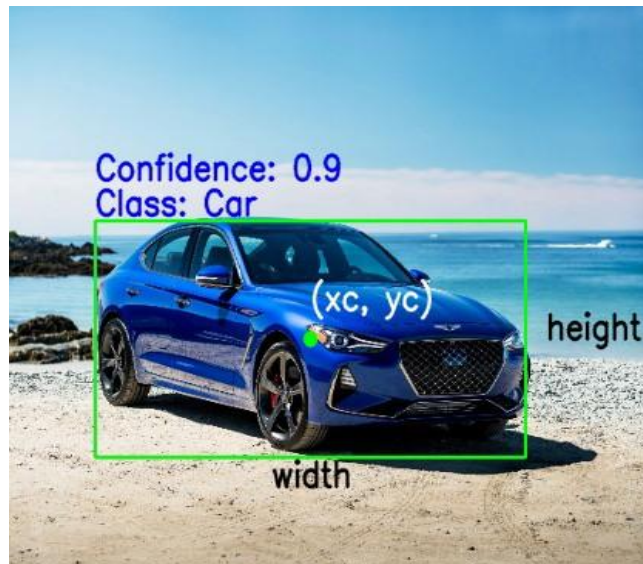 Confidence: 0.9
Class: Car
(xc, yc)
height
width